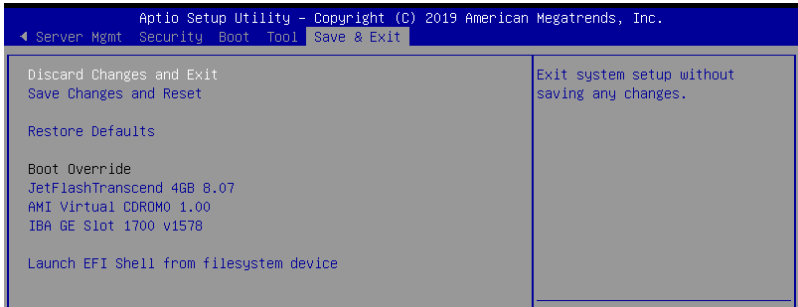 Aptio Setup Utility – Copyright (C) 2019 American Megatrends, Inc.
Server Mgmt Security Boot Tool Save & Exit
Discard Changes and Exit
Save Changes and Reset
Restore Defaults
Boot Override
JetFlashTranscend 4GB 8.07
AMI Virtual CDROM0 1.00
IBA GE Slot 1700 v1578
Launch EFI Shell from filesystem device
Exit system setup without
saving any changes.